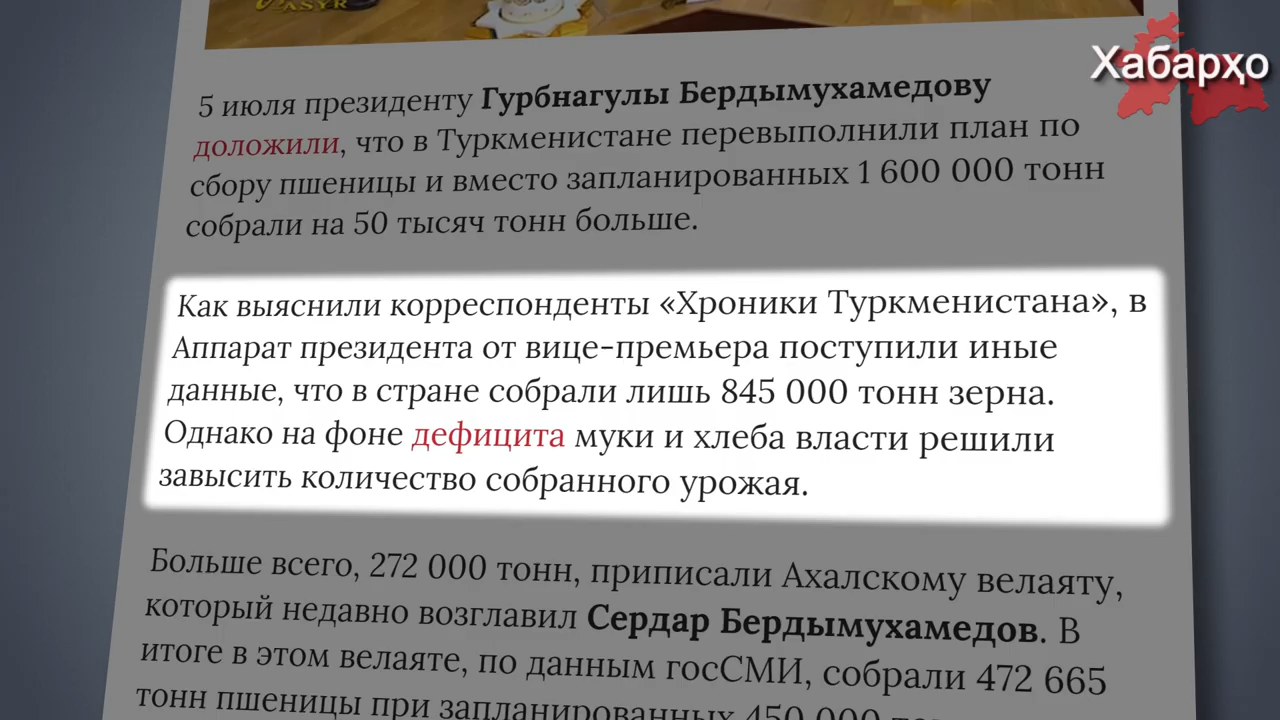 ASYR
Хабарҳо
5 июля президенту Гурбнагулы Бердымухамедову
доложили, что в Туркменистане перевыполнили план по
сбору пшеницы и вместо запланированных 1 600 000 тонн
собрали на 50 тысяч тонн больше.
Как выяснили корреспонденты «Хроники Туркменистана», в
Аппарат президента от вице-премьера поступили иные
данные, что в стране собрали лишь 845 000 тонн зерна.
Однако на фоне дефицита муки и хлеба власти решили
завысить количество собранного урожая.
Больше всего, 272 000 тонн, приписали Ахалскому велаяту,
который недавно возглавил Сердар Бердымухамедов. В
итоге в этом велаяте, по данным госСМИ, собрали 472 665
тонн пшеницы при запланированных 450 000